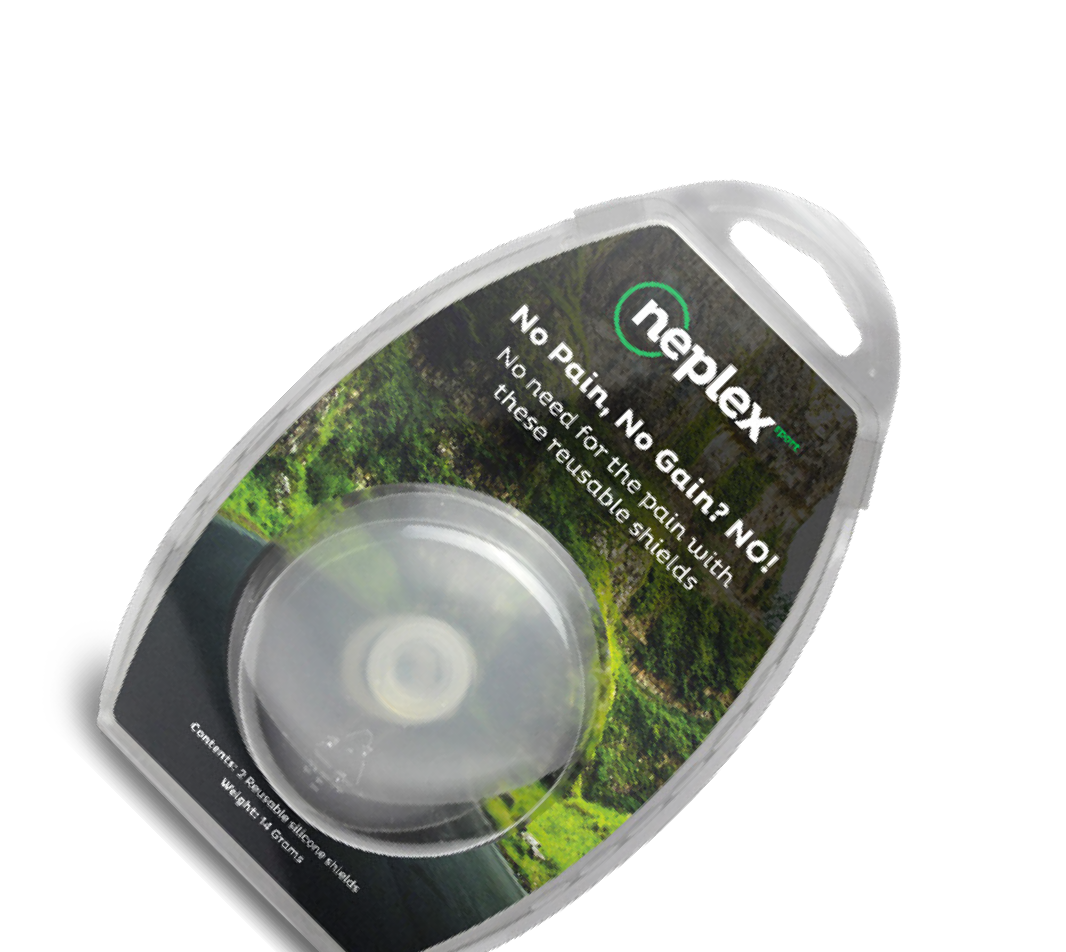 neplex
sport
No Pain, No Gain? NO!
No need for the pain with
these reusable shields
Contents: 2 Reusable silicone shields
Weight: 14 Grams